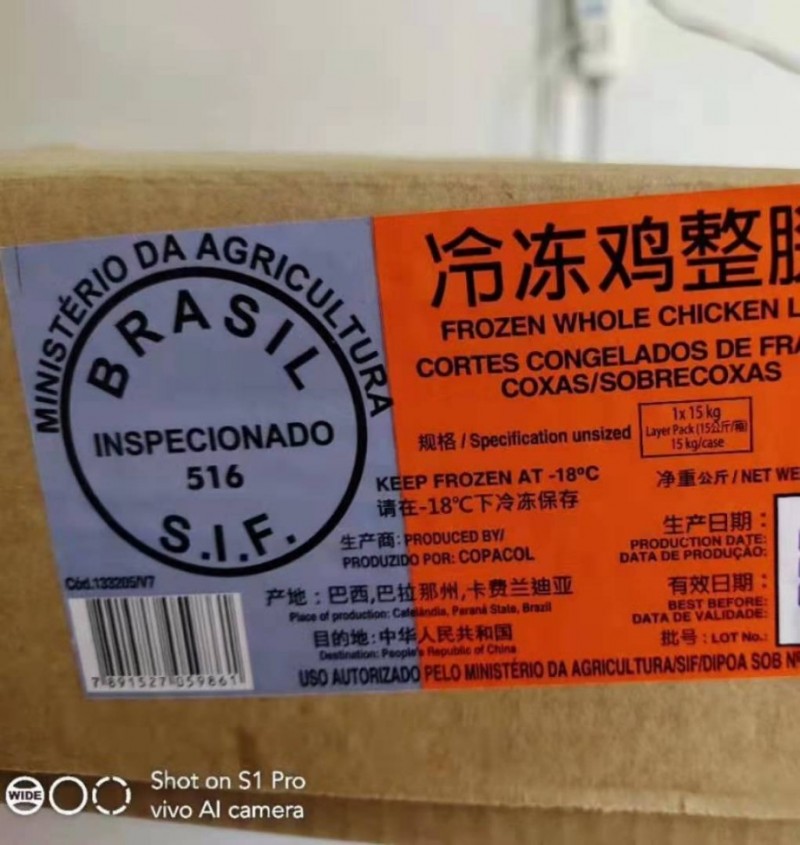 MINISTÉRIO DA AGRICULTURA
BRASIL
INSPECIONADO
516
S.I.F.
Cód.133205/V7
7 891527 059861
冷冻鸡整
FROZEN WHOLE CHICKEN L
CORTES CONGELADOS DE FRA
COXAS/SOBRECOXAS
规格 / Specification unsized
1x 15 kg
Layer Pack (15公斤/箱)
15 kg/case
KEEP FROZEN AT -18ºC
请在-18℃下冷冻保存
净重公斤 / NET WE
生产商: PRODUCED BY/
PRODUZIDO POR: COPACOL
产地：巴西,巴拉那州,卡费兰迪亚
Place of production: Cafelândia, Paraná State, Brazil
目的地:中华人民共和国
Destination: People's Republic of China
生产日期：
PRODUCTION DATE:
DATA DE PRODUÇÃO:
有效日期：
BEST BEFORE:
DATA DE VALIDADE:
批号：LOT No.:
USO AUTORIZADO PELO MINISTÉRIO DA AGRICULTURA/SIF/DIPOA SOB Nº
WIDE
Shot on S1 Pro
vivo AI camera